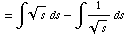 = ∫√s ds − ∫ 1/√s ds